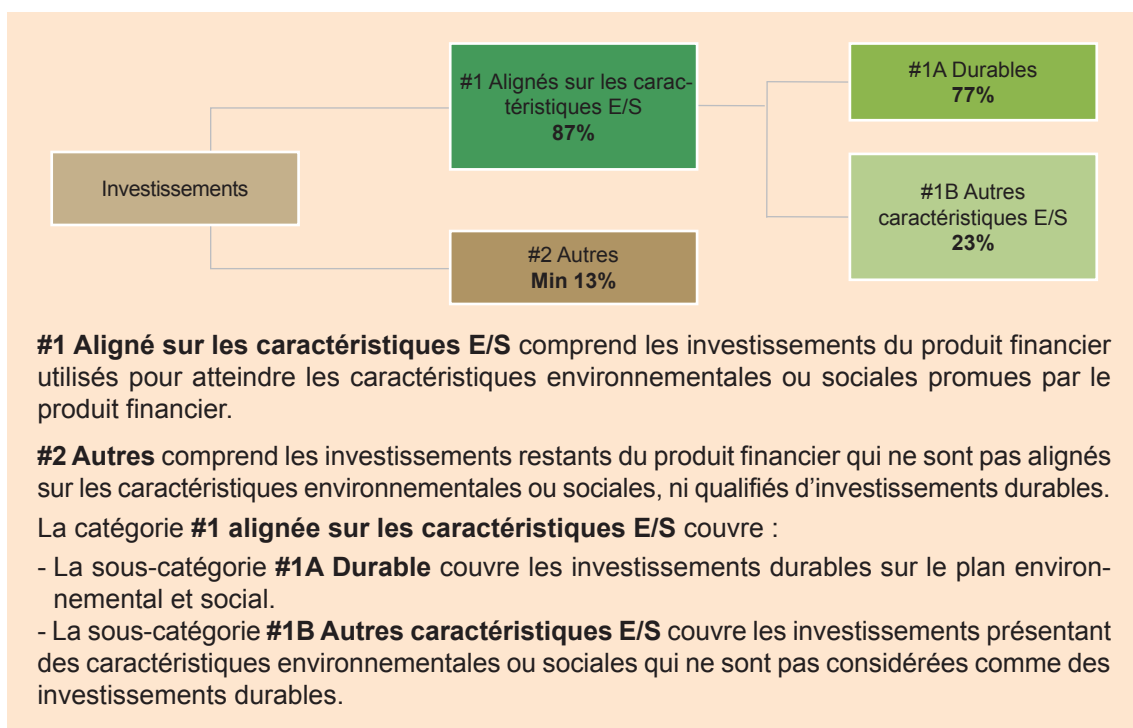 #1 Alignés sur les carac-
téristiques E/S
87%
#1A Durables
77%
Investissements
#1B Autres
caractéristiques E/S
23%
#2 Autres
Min 13%
#1 Aligné sur les caractéristiques E/S comprend les investissements du produit financier
utilisés pour atteindre les caractéristiques environnementales ou sociales promues par le
produit financier.
#2 Autres comprend les investissements restants du produit financier qui ne sont pas alignés
sur les caractéristiques environnementales ou sociales, ni qualifiés d’investissements durables.
La catégorie #1 alignée sur les caractéristiques E/S couvre :
- La sous-catégorie #1A Durable couvre les investissements durables sur le plan environ-
nemental et social.
- La sous-catégorie #1B Autres caractéristiques E/S couvre les investissements présentant
des caractéristiques environnementales ou sociales qui ne sont pas considérées comme des
investissements durables.